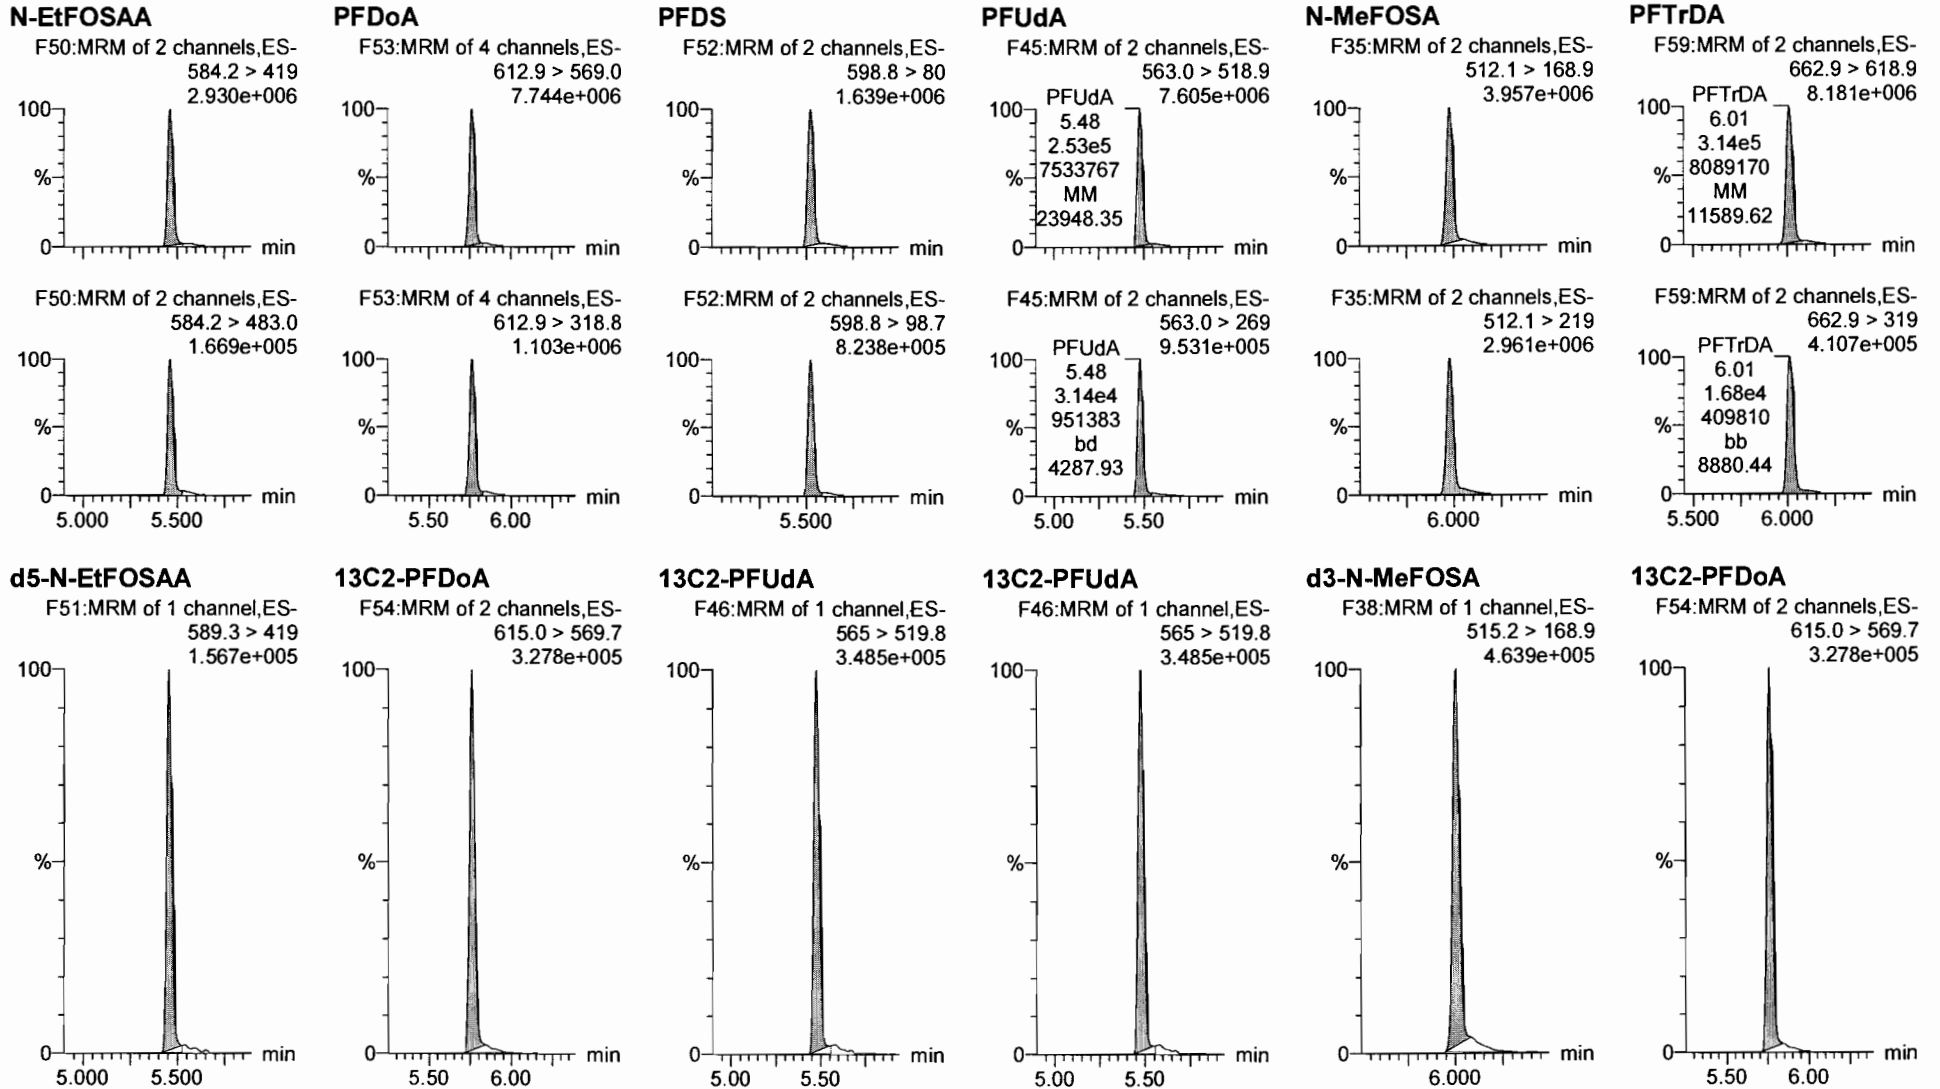 N-EtFOSAA
F50:MRM of 2 channels,ES-
584.2 > 419
2.930e+006
100
%
0
min
PFDoA
F53:MRM of 4 channels,ES-
612.9 > 569.0
7.744e+006
100
%
0
min
PFDS
F52:MRM of 2 channels,ES-
598.8 > 80
1.639e+006
100
%
0
min
PFUdA
F45:MRM of 2 channels,ES-
563.0 > 518.9
7.605e+006
PFUdA
5.48
2.53e5
7533767
MM
23948.35
100
%
0
min
N-MeFOSA
F35:MRM of 2 channels,ES-
512.1 > 168.9
3.957e+006
100
%
0
min
PFTrDA
F59:MRM of 2 channels,ES-
662.9 > 618.9
8.181e+006
PFTrDA
6.01
3.14e5
8089170
MM
11589.62
100
%
0
min
F50:MRM of 2 channels,ES-
584.2 > 483.0
1.669e+005
100
%
0
min
5.000 5.500
F53:MRM of 4 channels,ES-
612.9 > 318.8
1.103e+006
100
%
0
min
5.50 6.00
F52:MRM of 2 channels,ES-
598.8 > 98.7
8.238e+005
100
%
0
min
5.500
F45:MRM of 2 channels,ES-
563.0 > 269
9.531e+005
PFUdA
5.48
3.14e4
951383
bd
4287.93
100
%
0
min
5.00 5.50
F35:MRM of 2 channels,ES-
512.1 > 219
2.961e+006
100
%
0
min
6.000
F59:MRM of 2 channels,ES-
662.9 > 319
4.107e+005
PFTrDA
6.01
1.68e4
409810
bb
8880.44
100
%
0
min
5.500 6.000
d5-N-EtFOSAA
F51:MRM of 1 channel,ES-
589.3 > 419
1.567e+005
100
%
0
min
5.000 5.500
13C2-PFDoA
F54:MRM of 2 channels,ES-
615.0 > 569.7
3.278e+005
100
%
0
min
5.50 6.00
13C2-PFUdA
F46:MRM of 1 channel,ES-
565 > 519.8
3.485e+005
100
%
0
min
5.00 5.50
13C2-PFUdA
F46:MRM of 1 channel,ES-
565 > 519.8
3.485e+005
100
%
0
min
5.00 5.50
d3-N-MeFOSA
F38:MRM of 1 channel,ES-
515.2 > 168.9
4.639e+005
100
%
0
min
6.000
13C2-PFDoA
F54:MRM of 2 channels,ES-
615.0 > 569.7
3.278e+005
100
%
0
min
5.50 6.00